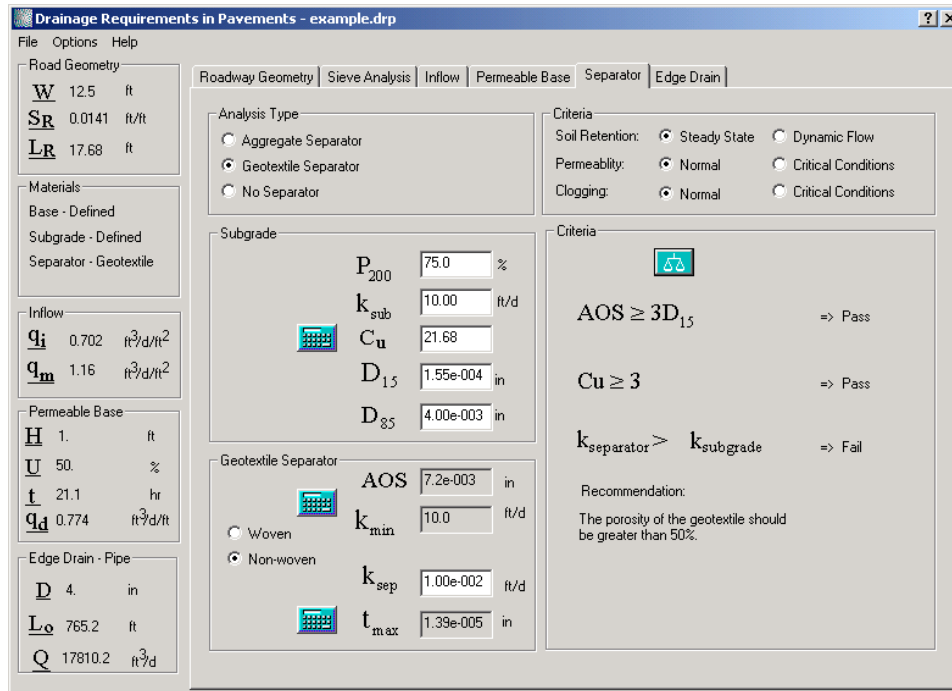 Drainage Requirements in Pavements - example.drp
File Options Help
Road Geometry
W 12.5 ft
SR 0.0141 ft/ft
LR 17.68 ft
Materials
Base - Defined
Subgrade - Defined
Separator - Geotextile
Inflow
qi 0.702 ft3/d/ft2
qm 1.16 ft3/d/ft2
Permeable Base
H 1. ft
U 50. %
t 21.1 hr
qd 0.774 ft3/d/ft
Edge Drain - Pipe
D 4. in
Lo 765.2 ft
Q 17810.2 ft3/d
Roadway Geometry Sieve Analysis Inflow Permeable Base Separator Edge Drain
Analysis Type
Aggregate Separator
Geotextile Separator
No Separator
Criteria
Soil Retention: Steady State Dynamic Flow
Permeablity: Normal Critical Conditions
Clogging: Normal Critical Conditions
Subgrade
P200 75.0 %
ksub 10.00 ft/d
Cu 21.68
D15 1.55e-004 in
D85 4.00e-003 in
Geotextile Separator
AOS 7.2e-003 in
kmin 10.0 ft/d
Woven
Non-woven
ksep 1.00e-002 ft/d
tmax 1.39e-005 in
Criteria
AOS ≥ 3D15 => Pass
Cu ≥ 3 => Pass
kseparator > ksubgrade => Fail
Recommendation:
The porosity of the geotextile should
be greater than 50%.